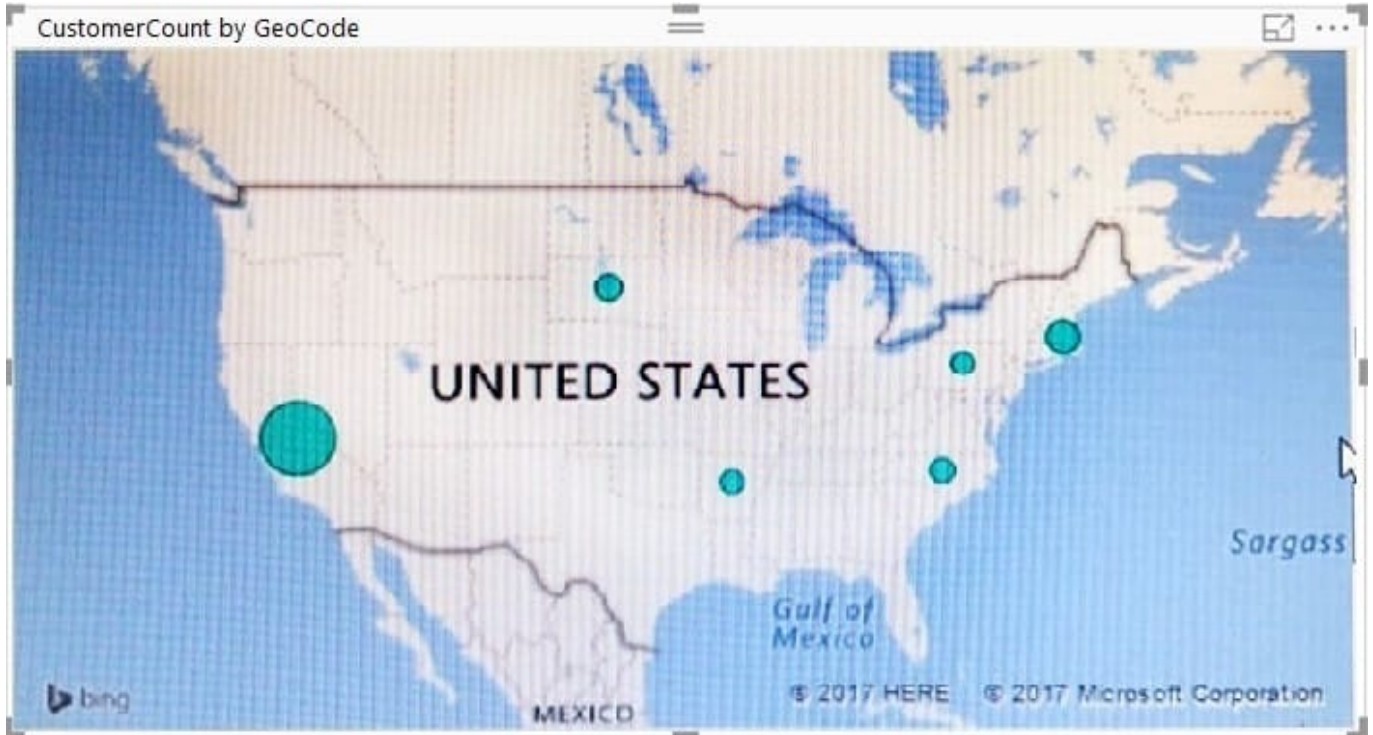 CustomerCount by GeoCode
UNITED STATES
Sargass
Gulf of
Mexico
bing
© 2017 HERE © 2017 Microsoft Corporation
MEXICO